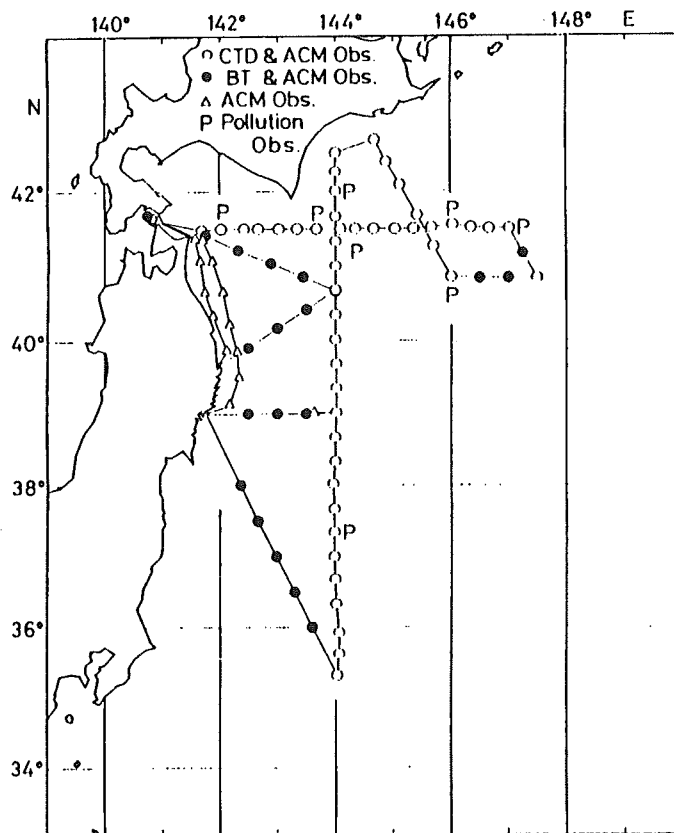 140° 142° 144° 146° 148° E
○ CTD & ACM Obs.
● BT & ACM Obs.
N
▵ ACM Obs.
P Pollution
Obs.
42°
P
P P P P
P
P
40°
38°
P
36°
34°